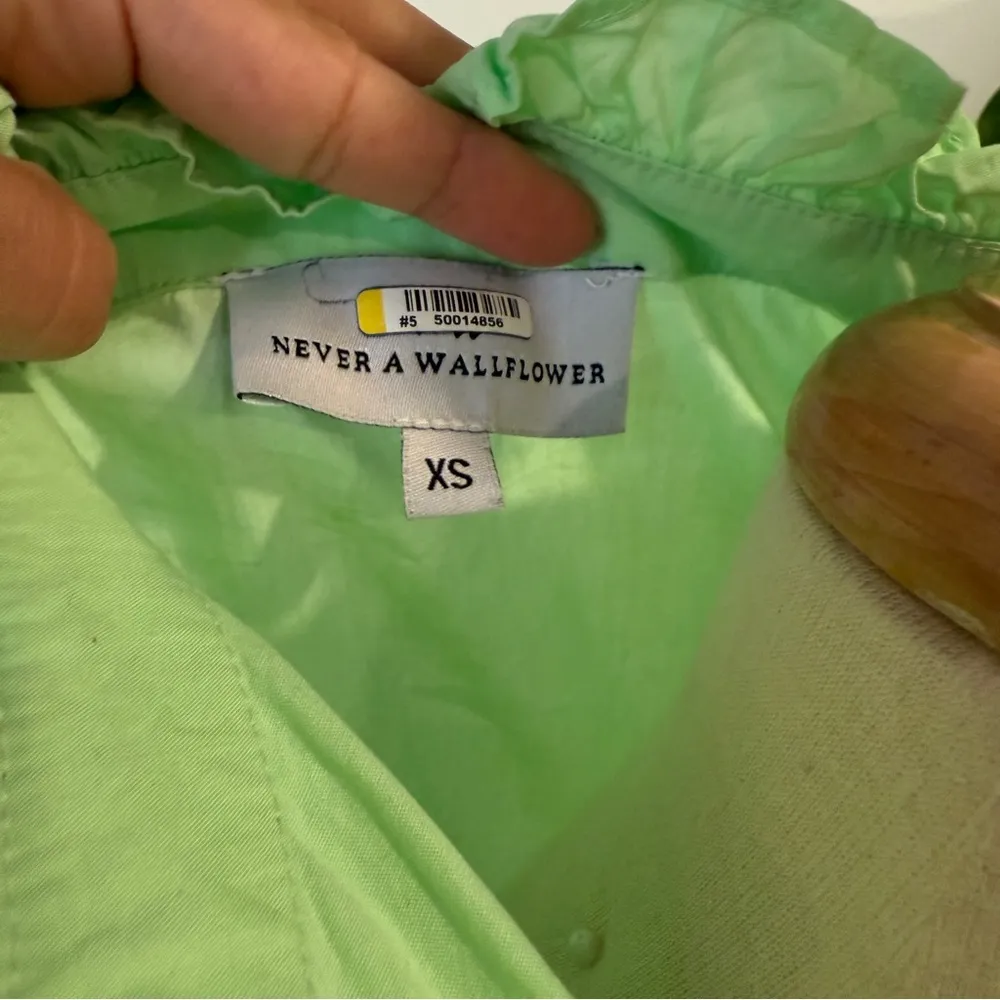 #5 50014856
NEVER A WALLFLOWER
XS